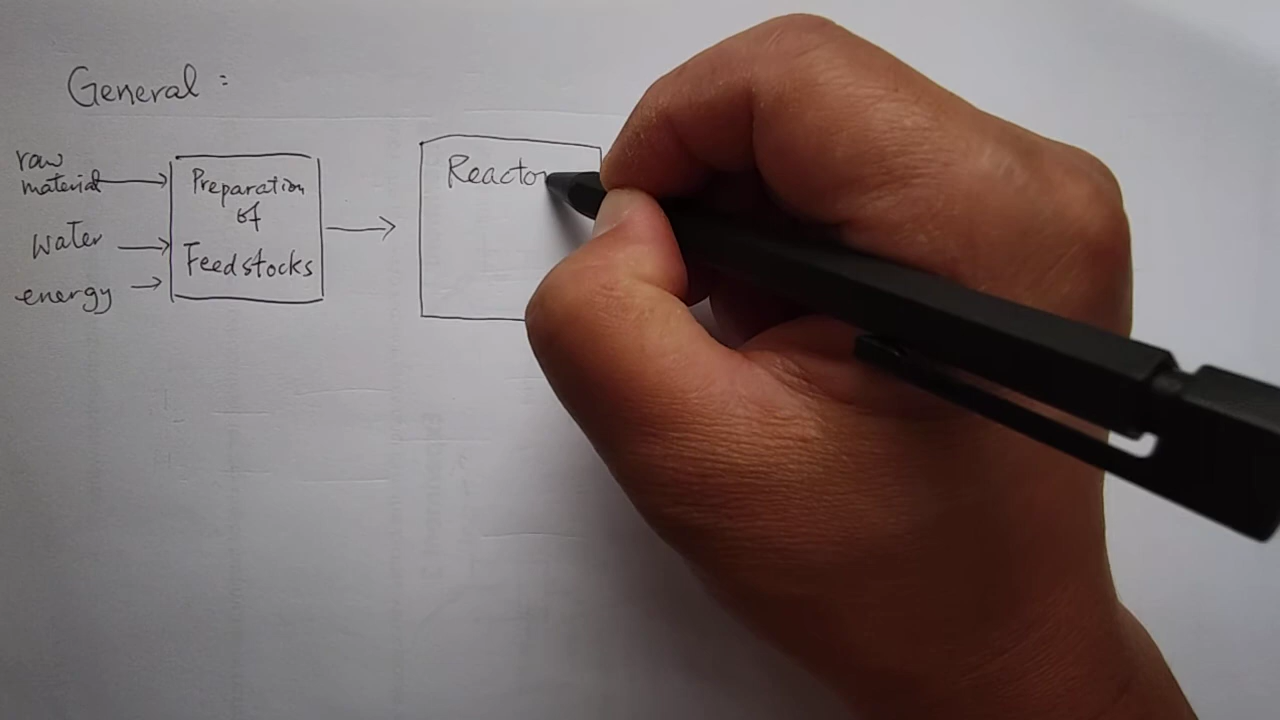 General :
raw
material
water
energy
Preparation
of
Feedstocks
Reactor